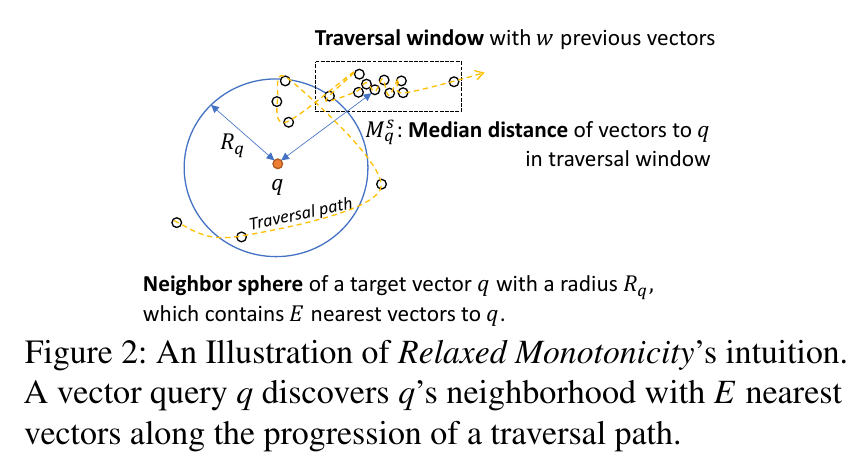 Traversal window with w previous vectors
M_q^s: Median distance of vectors to q
in traversal window
R_q
q
Traversal path
Neighbor sphere of a target vector q with a radius R_q,
which contains E nearest vectors to q.
Figure 2: An Illustration of Relaxed Monotonicity's intuition.
A vector query q discovers q's neighborhood with E nearest
vectors along the progression of a traversal path.